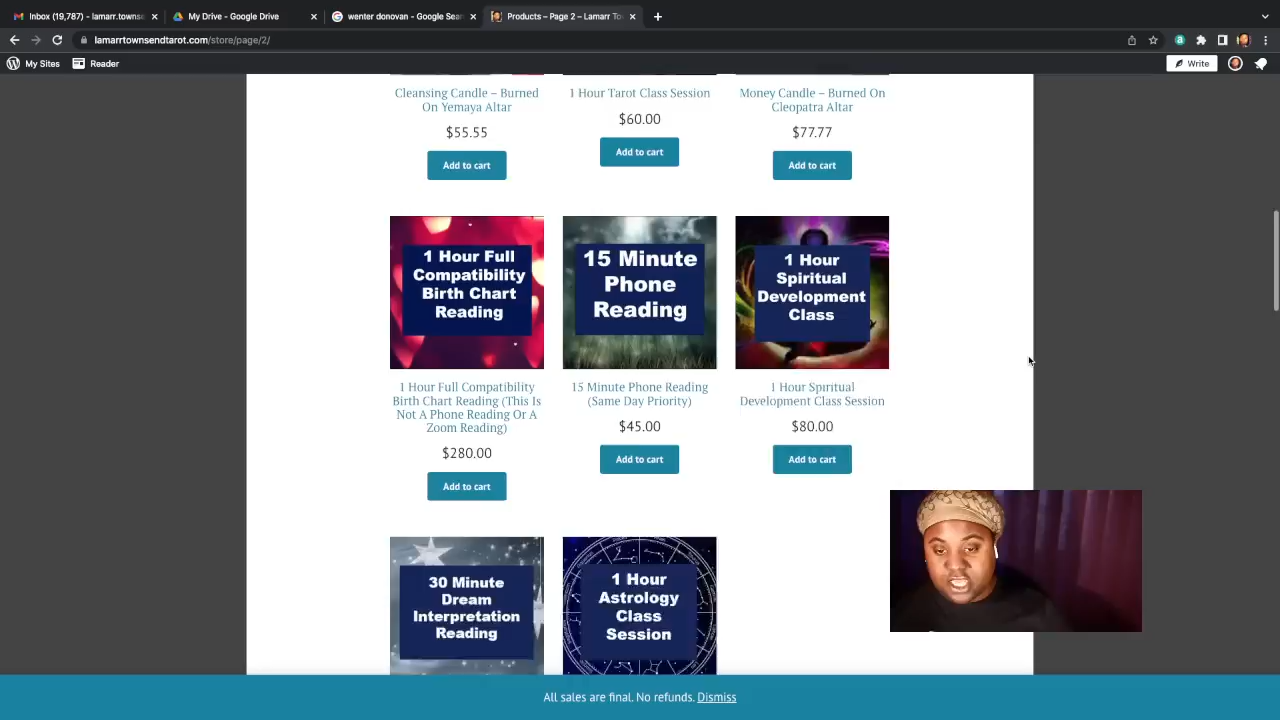 Inbox (19,787) - lamarr.townse
My Drive - Google Drive
wenter donovan - Google Sear
Products – Page 2 – Lamarr To
lamarrtownsendtarot.com/store/page/2/
My Sites
Reader
Write
Cleansing Candle – Burned
On Yemaya Altar
$55.55
Add to cart
1 Hour Tarot Class Session
$60.00
Add to cart
Money Candle – Burned On
Cleopatra Altar
$77.77
Add to cart
1 Hour Full
Compatibility
Birth Chart
Reading
1 Hour Full Compatibility
Birth Chart Reading (This Is
Not A Phone Reading Or A
Zoom Reading)
$280.00
Add to cart
15 Minute
Phone
Reading
15 Minute Phone Reading
(Same Day Priority)
$45.00
Add to cart
1 Hour
Spiritual
Development
Class
1 Hour Spiritual
Development Class Session
$80.00
Add to cart
30 Minute
Dream
Interpretation
Reading
1 Hour
Astrology
Class
Session
All sales are final. No refunds. Dismiss